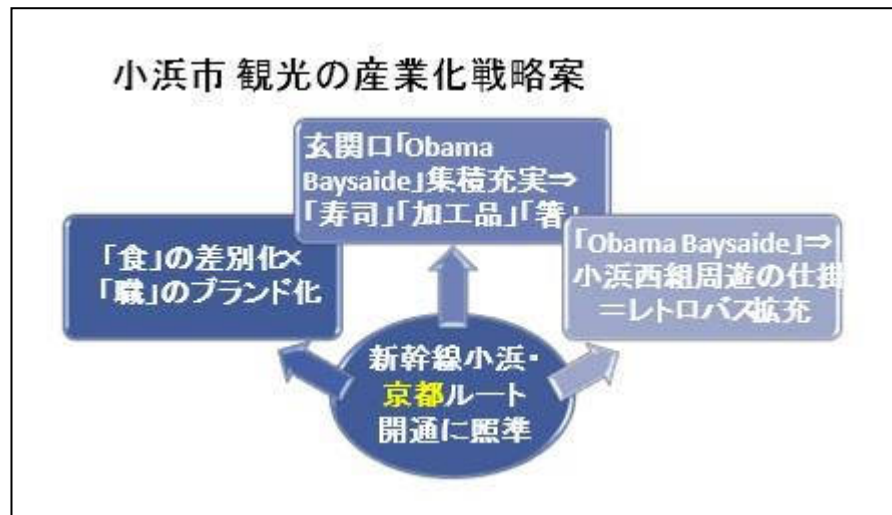 小浜市 観光の産業化戦略案
玄関口「Obama
Baysaide」集積充実⇒
「寿司」「加工品」「箸」
「食」の差別化×
「職」のブランド化
「Obama Baysaide」⇒
小浜西組周遊の仕掛
=レトロバス拡充
新幹線小浜・
京都ルート
開通に照準